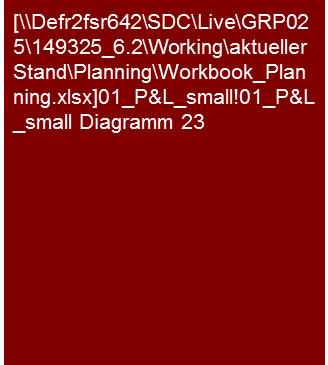 [\\Defr2fsr642\SDC\Live\GRP02
5\149325_6.2\Working\aktueller
Stand\Planning\Workbook_Plan
ning.xlsx]01_P&L_small!01_P&L
_small Diagramm 23